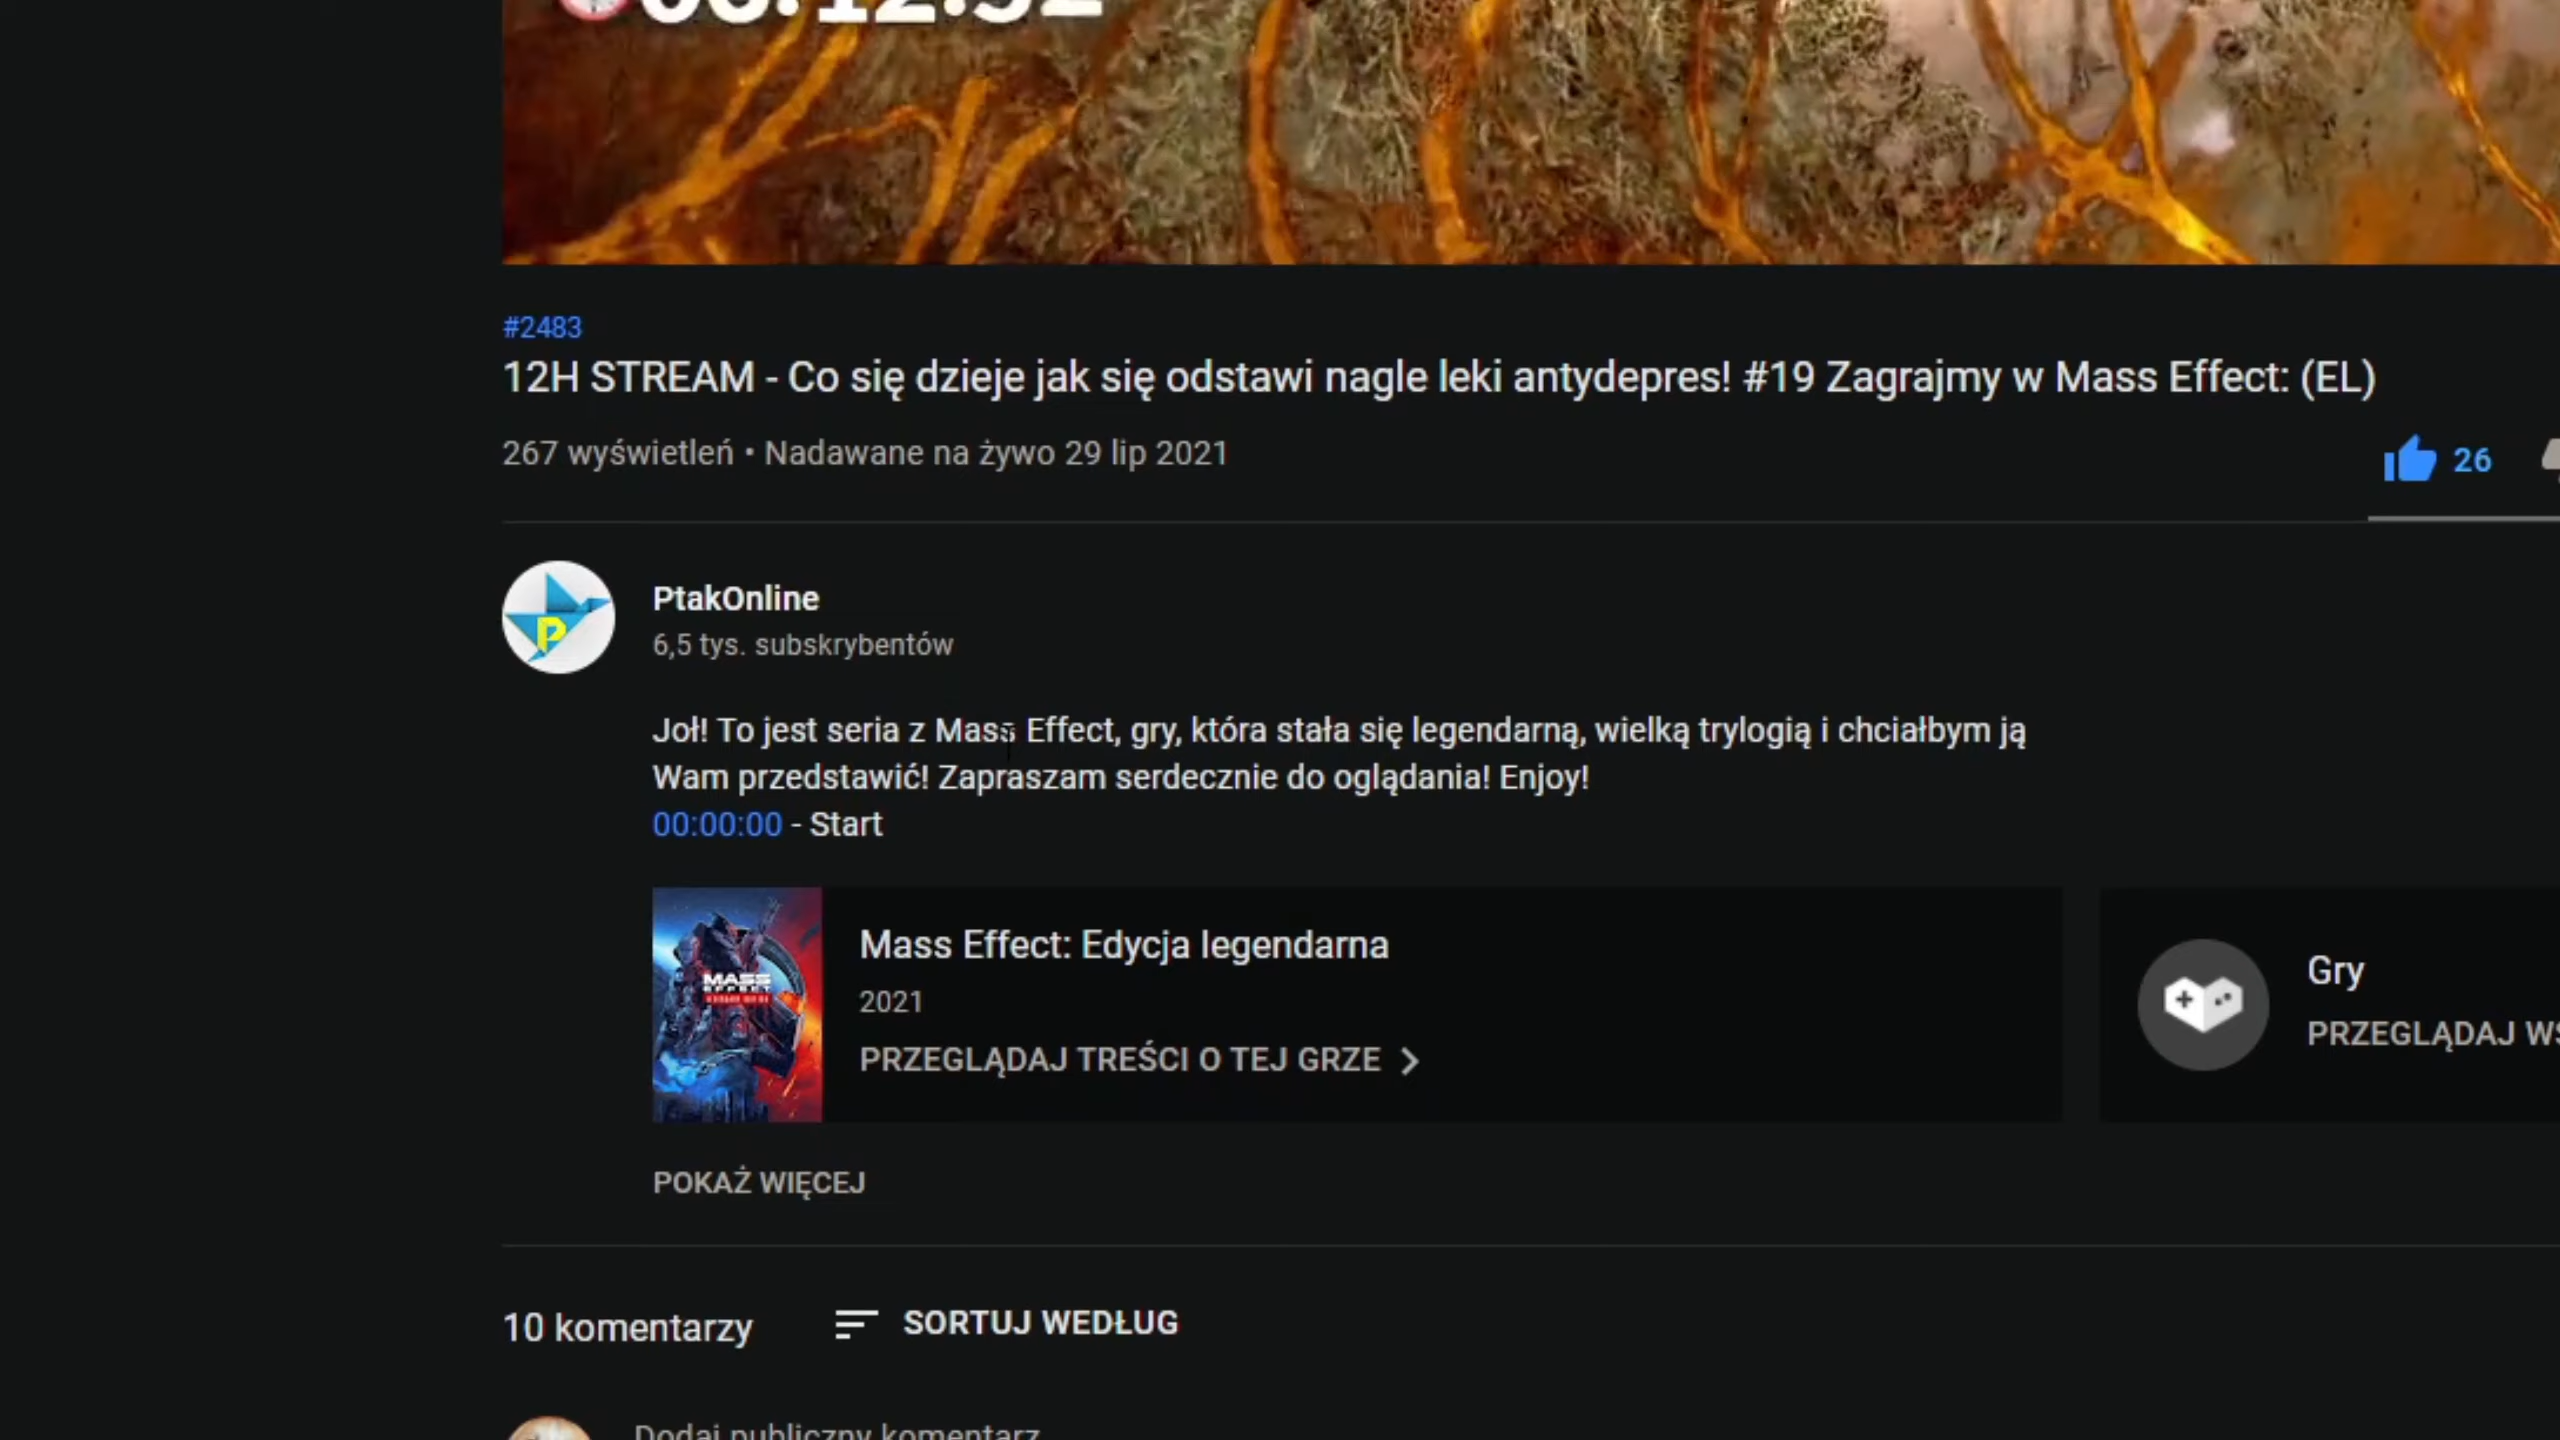 #2483
12H STREAM - Co się dzieje jak się odstawi nagle leki antydepres! #19 Zagrajmy w Mass Effect: (EL)
267 wyświetleń • Nadawane na żywo 29 lip 2021
26
PtakOnline
6,5 tys. subskrybentów
Joł! To jest seria z Mass Effect, gry, która stała się legendarną, wielką trylogią i chciałbym ją
Wam przedstawić! Zapraszam serdecznie do oglądania! Enjoy!
00:00:00 - Start
MASS
EFFECT
Mass Effect: Edycja legendarna
2021
PRZEGLĄDAJ TREŚCI O TEJ GRZE
Gry
PRZEGLĄDAJ
POKAŻ WIĘCEJ
10 komentarzy
SORTUJ WEDŁUG
Dodaj publiczny komentarz